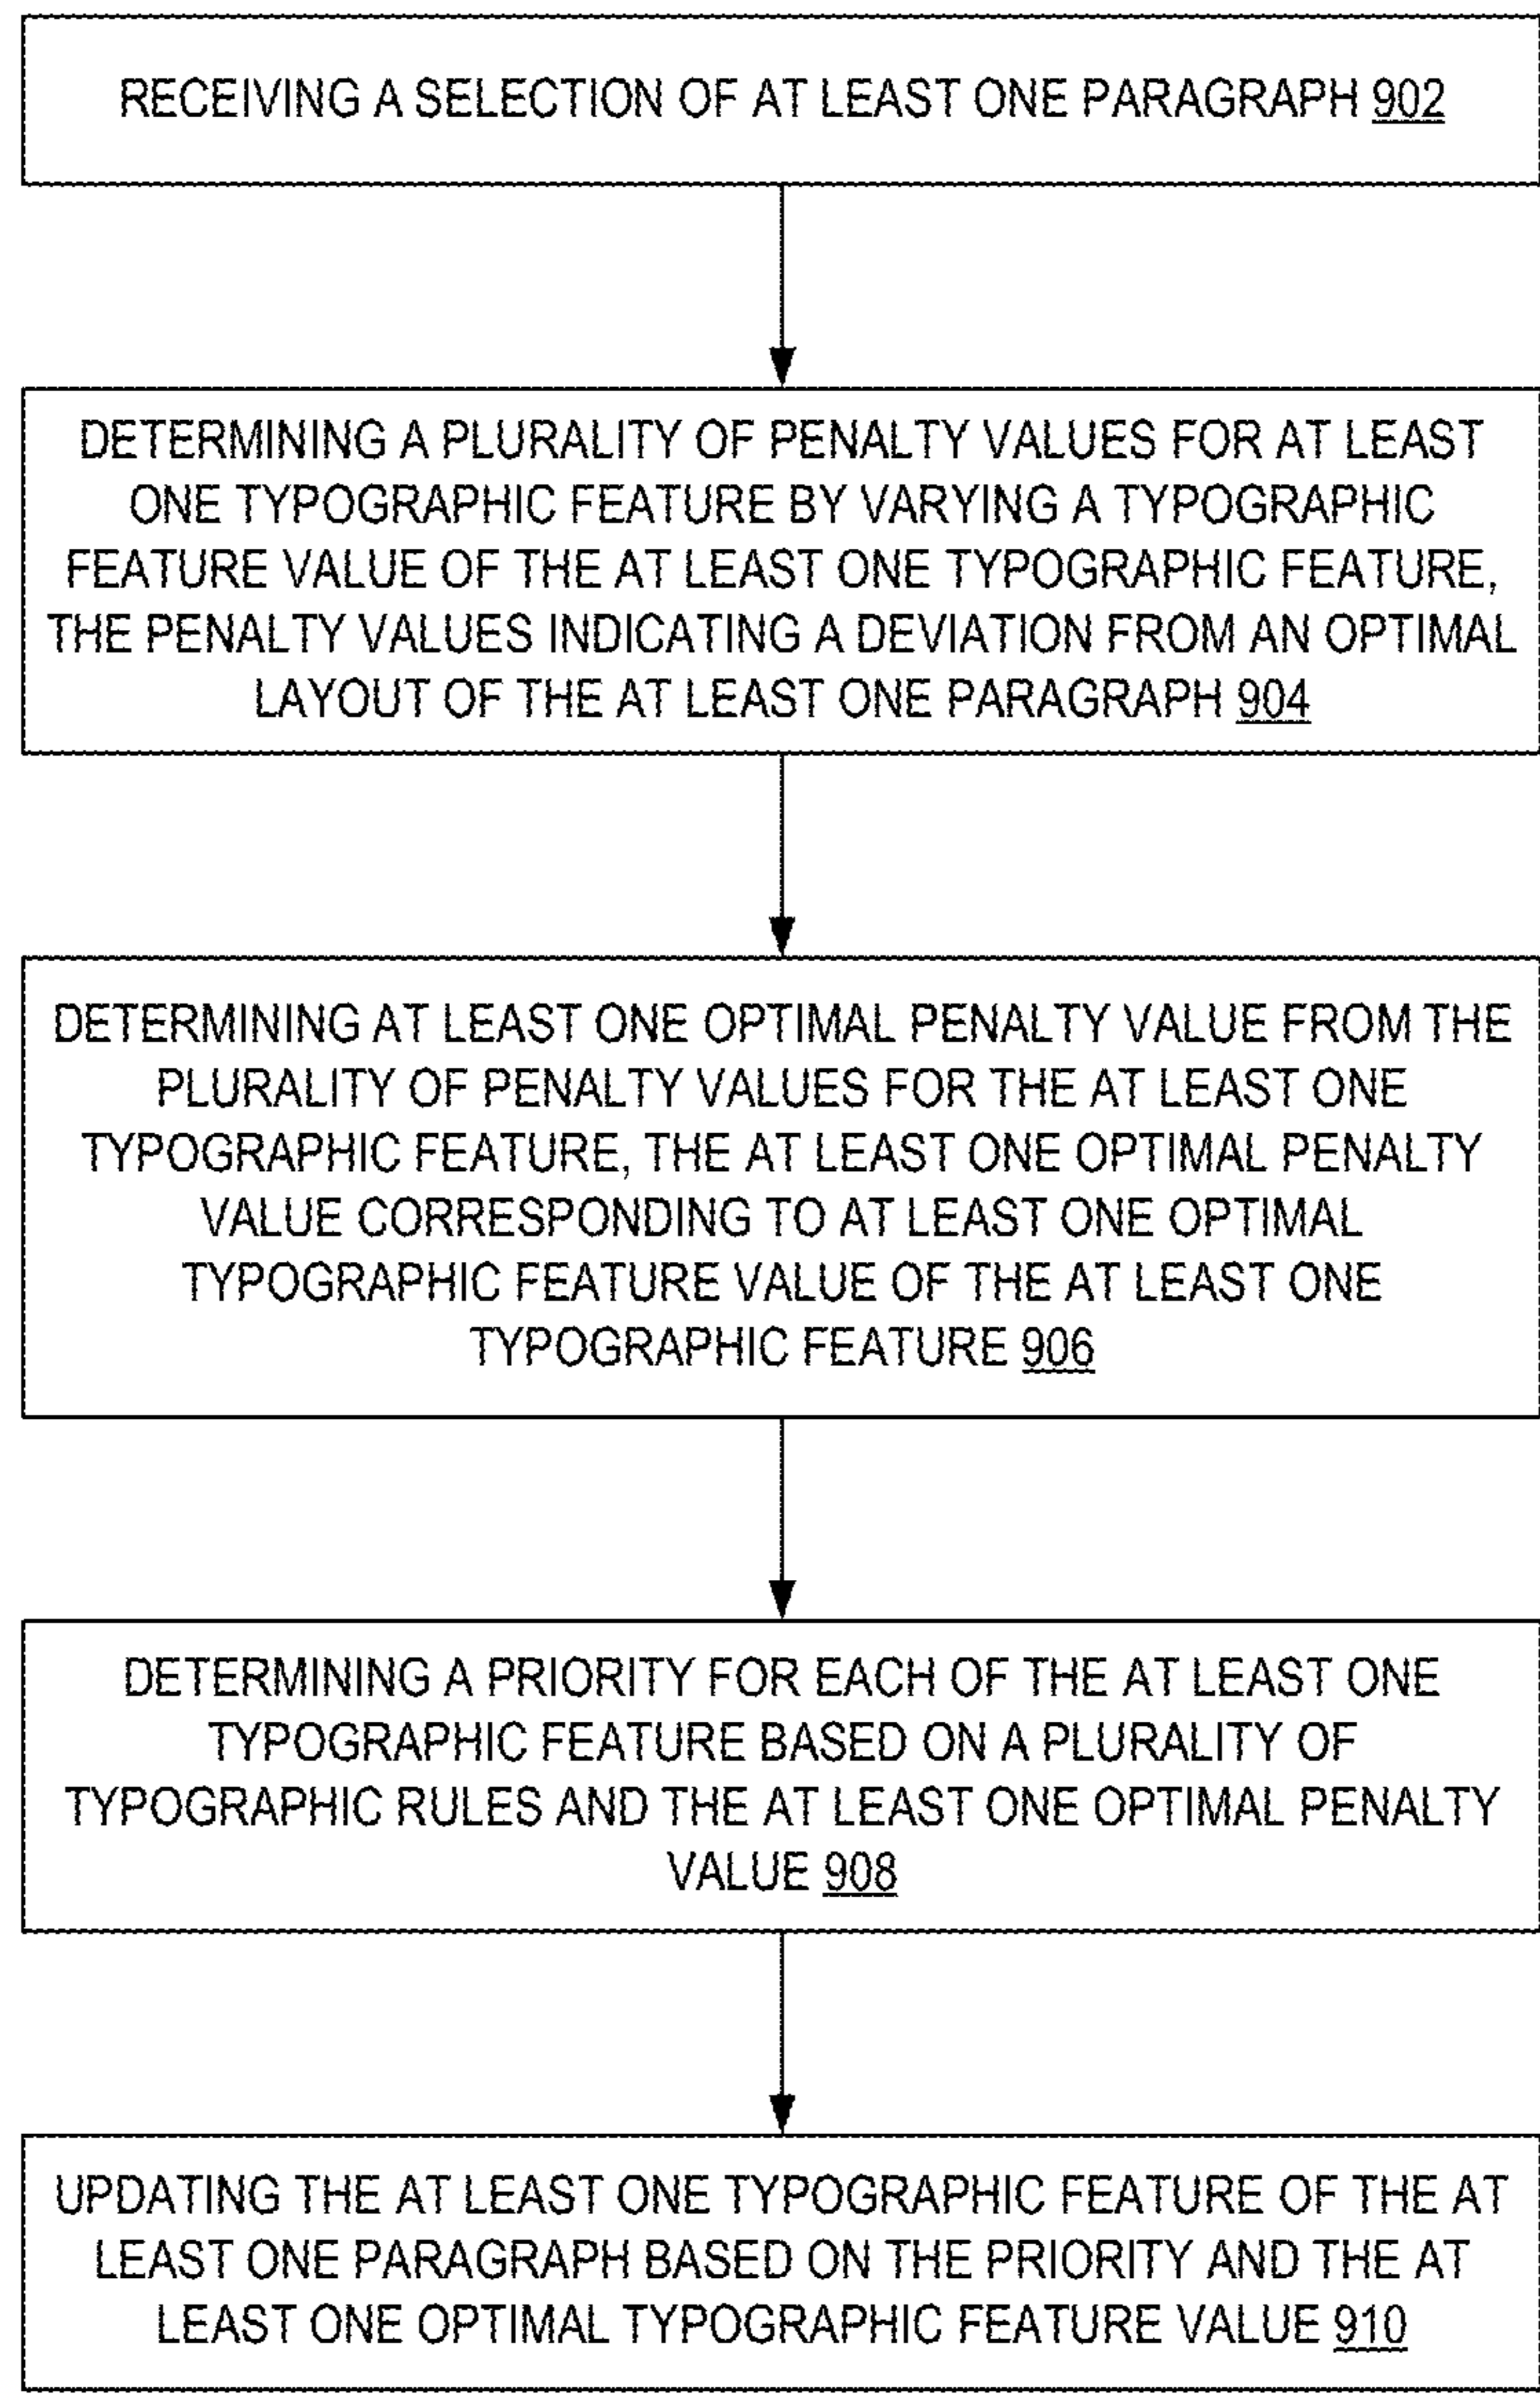 RECEIVING A SELECTION OF AT LEAST ONE PARAGRAPH 902
DETERMINING A PLURALITY OF PENALTY VALUES FOR AT LEAST
ONE TYPOGRAPHIC FEATURE BY VARYING A TYPOGRAPHIC
FEATURE VALUE OF THE AT LEAST ONE TYPOGRAPHIC FEATURE,
THE PENALTY VALUES INDICATING A DEVIATION FROM AN OPTIMAL
LAYOUT OF THE AT LEAST ONE PARAGRAPH 904
DETERMINING AT LEAST ONE OPTIMAL PENALTY VALUE FROM THE
PLURALITY OF PENALTY VALUES FOR THE AT LEAST ONE
TYPOGRAPHIC FEATURE, THE AT LEAST ONE OPTIMAL PENALTY
VALUE CORRESPONDING TO AT LEAST ONE OPTIMAL
TYPOGRAPHIC FEATURE VALUE OF THE AT LEAST ONE
TYPOGRAPHIC FEATURE 906
DETERMINING A PRIORITY FOR EACH OF THE AT LEAST ONE
TYPOGRAPHIC FEATURE BASED ON A PLURALITY OF
TYPOGRAPHIC RULES AND THE AT LEAST ONE OPTIMAL PENALTY
VALUE 908
UPDATING THE AT LEAST ONE TYPOGRAPHIC FEATURE OF THE AT
LEAST ONE PARAGRAPH BASED ON THE PRIORITY AND THE AT
LEAST ONE OPTIMAL TYPOGRAPHIC FEATURE VALUE 910